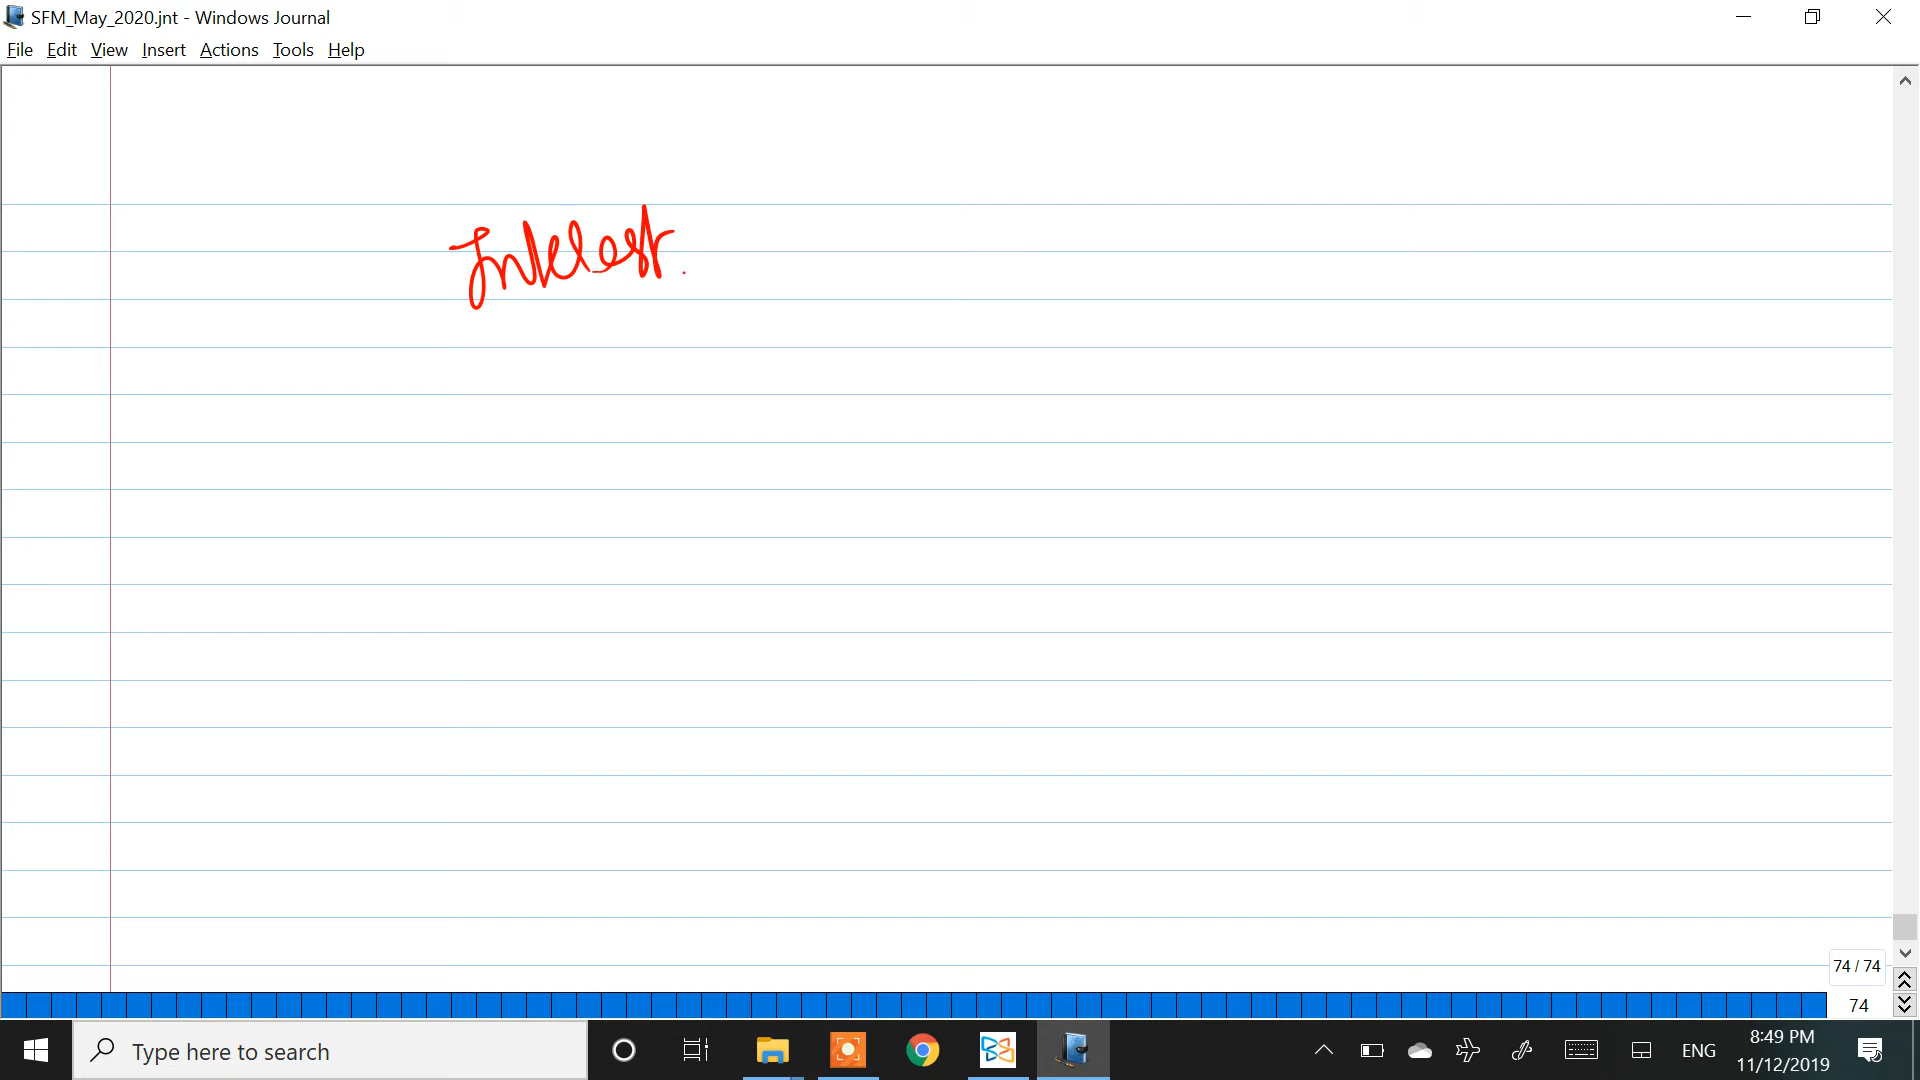 SFM_May_2020.jnt - Windows Journal
File Edit View Insert Actions Tools Help
Interest.
74 / 74
74
Type here to search
ENG
8:49 PM
11/12/2019